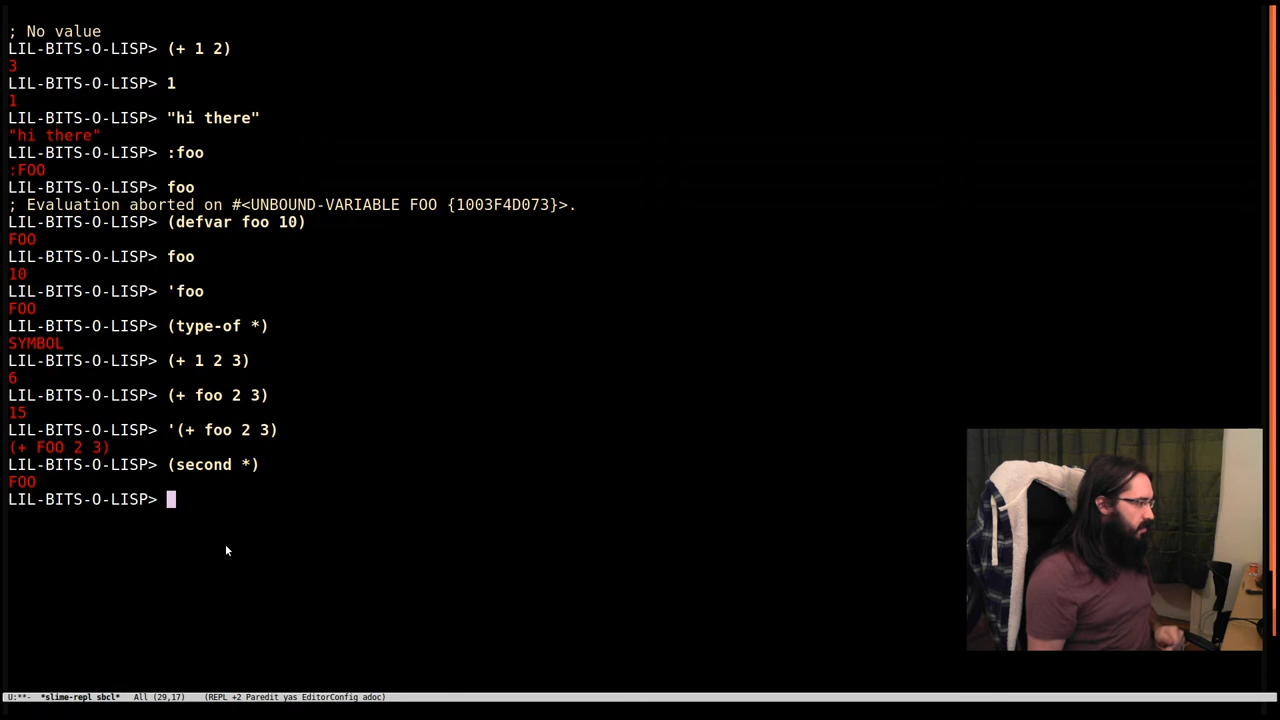 ; No value
LIL-BITS-O-LISP> (+ 1 2)
3
LIL-BITS-O-LISP> 1
1
LIL-BITS-O-LISP> "hi there"
"hi there"
LIL-BITS-O-LISP> :foo
:FOO
LIL-BITS-O-LISP> foo
; Evaluation aborted on #<UNBOUND-VARIABLE FOO {1003F4D073}>.
LIL-BITS-O-LISP> (defvar foo 10)
FOO
LIL-BITS-O-LISP> foo
10
LIL-BITS-O-LISP> 'foo
FOO
LIL-BITS-O-LISP> (type-of *)
SYMBOL
LIL-BITS-O-LISP> (+ 1 2 3)
6
LIL-BITS-O-LISP> (+ foo 2 3)
15
LIL-BITS-O-LISP> '(+ foo 2 3)
(+ FOO 2 3)
LIL-BITS-O-LISP> (second *)
FOO
LIL-BITS-O-LISP>
U:**-  *slime-repl sbcl*   All (29,17)    (REPL +2 Paredit yas EditorConfig adoc)